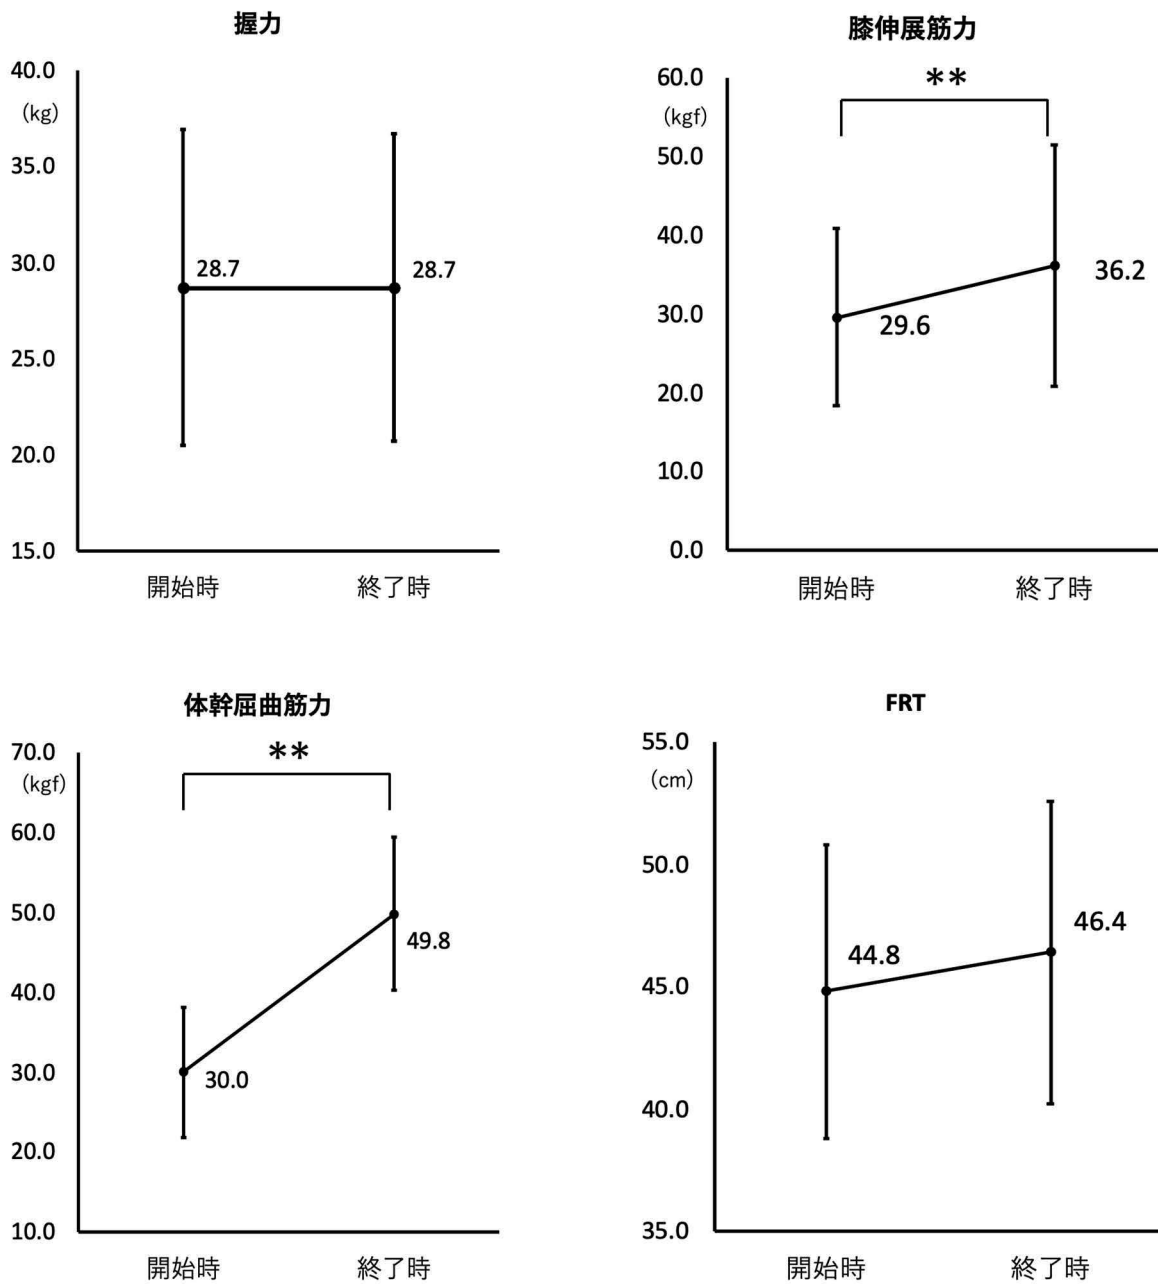 握力
40.0
（kg）
35.0
30.0
25.0
20.0
15.0
28.7
28.7
開始時
終了時
膝伸展筋力
60.0
（kgf）
50.0
40.0
30.0
20.0
10.0
0.0
**
29.6
36.2
開始時
終了時
体幹屈曲筋力
70.0
（kgf）
60.0
50.0
40.0
30.0
20.0
10.0
**
30.0
49.8
開始時
終了時
FRT
55.0
（cm）
50.0
45.0
40.0
35.0
44.8
46.4
開始時
終了時